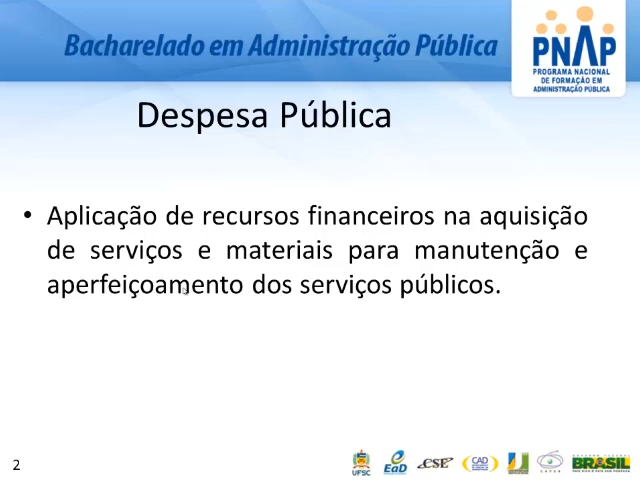 Bacharelado em Administração Pública
PNAP
PROGRAMA NACIONAL
DE FORMAÇÃO EM
ADMINISTRAÇÃO PÚBLICA
Despesa Pública
• Aplicação de recursos financeiros na aquisição
de serviços e materiais para manutenção e
aperfeiçoamento dos serviços públicos.
2
UFSC
EaD
CSE
CAD
CAPES
BRASIL